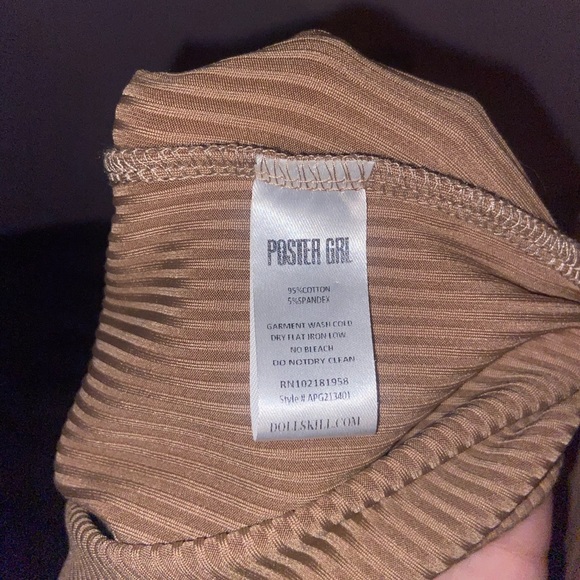 POSTER GRL
95%COTTON
5%SPANDEX
GARMENT WASH COLD
DRY FLAT IRON LOW
NO BLEACH
DO NOTDRY CLEAN
RN102181958
Style # APG213401
DOLLSKILL.COM